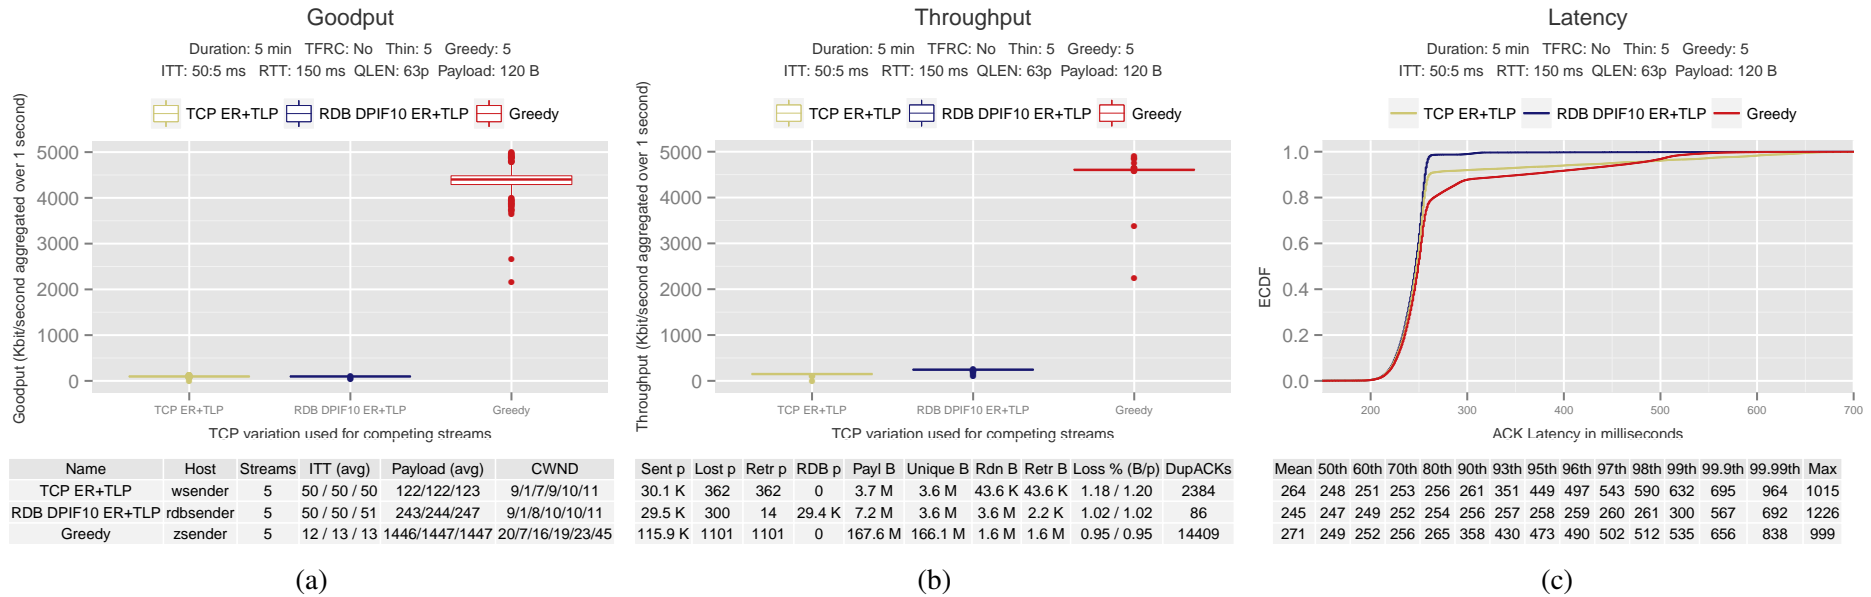 Goodput
Duration: 5 min TFRC: No Thin: 5 Greedy: 5
ITT: 50:5 ms RTT: 150 ms QLEN: 63p Payload: 120 B
TCP ER+TLP RDB DPIF10 ER+TLP Greedy
Goodput (Kbit/second aggregated over 1 second)
5000
4000
3000
2000
1000
0
TCP ER+TLP RDB DPIF10 ER+TLP Greedy
TCP variation used for competing streams
Name Host Streams ITT (avg) Payload (avg) CWND
TCP ER+TLP wsender 5 50 / 50 / 50 122/122/123 9/1/7/9/10/11
RDB DPIF10 ER+TLP rdbsender 5 50 / 50 / 51 243/244/247 9/1/8/10/10/11
Greedy zsender 5 12 / 13 / 13 1446/1447/1447 20/7/16/19/23/45
(a)
Throughput
Duration: 5 min TFRC: No Thin: 5 Greedy: 5
ITT: 50:5 ms RTT: 150 ms QLEN: 63p Payload: 120 B
TCP ER+TLP RDB DPIF10 ER+TLP Greedy
Throughput (Kbit/second aggregated over 1 second)
5000
4000
3000
2000
1000
0
TCP ER+TLP RDB DPIF10 ER+TLP Greedy
TCP variation used for competing streams
Sent p Lost p Retr p RDB p Payl B Unique B Rdn B Retr B Loss % (B/p) DupACKs
30.1 K 362 362 0 3.7 M 3.6 M 43.6 K 43.6 K 1.18 / 1.20 2384
29.5 K 300 14 29.4 K 7.2 M 3.6 M 3.6 M 2.2 K 1.02 / 1.02 86
115.9 K 1101 1101 0 167.6 M 166.1 M 1.6 M 1.6 M 0.95 / 0.95 14409
(b)
Latency
Duration: 5 min TFRC: No Thin: 5 Greedy: 5
ITT: 50:5 ms RTT: 150 ms QLEN: 63p Payload: 120 B
TCP ER+TLP RDB DPIF10 ER+TLP Greedy
ECDF
1.0
0.8
0.6
0.4
0.2
0.0
200 300 400 500 600 700
ACK Latency in milliseconds
Mean 50th 60th 70th 80th 90th 93th 95th 96th 97th 98th 99th 99.9th 99.99th Max
264 248 251 253 256 261 351 449 497 543 590 632 695 964 1015
245 247 249 252 254 256 257 258 259 260 261 300 567 692 1226
271 249 252 256 265 358 430 473 490 502 512 535 656 838 999
(c)